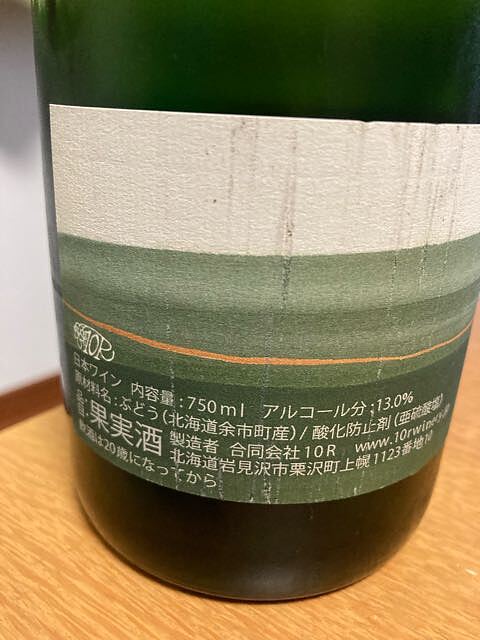 10R
日本ワイン 内容量:750ml アルコール分:13.0%
原材料名:ぶどう(北海道余市町産)/酸化防止剤(亜硫酸塩)
品目:果実酒 製造者 合同会社10R www.10rwinery.jp
北海道岩見沢市栗沢町上幌1123番地10
飲酒は20歳になってから